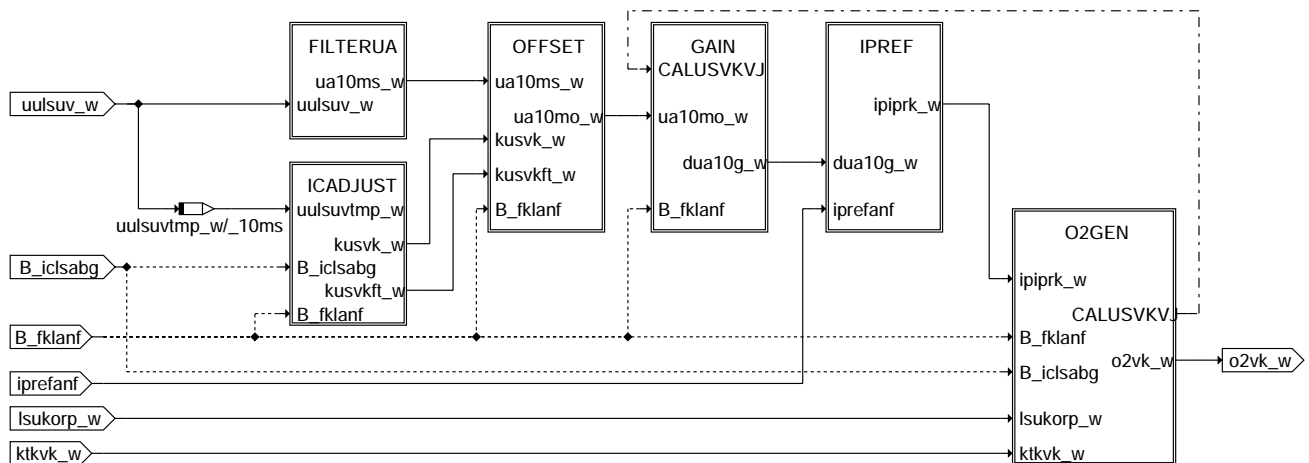 FILTERUA
ua10ms_w
uulsuv_w
OFFSET
ua10ms_w
ua10mo_w
kusvk_w
kusvkft_w
B_fklanf
GAIN
CALUSVKVJ
ua10mo_w
dua10g_w
B_fklanf
IPREF
ipiprk_w
dua10g_w
iprefanf
uulsuv_w
uulsuvtmp_w/_10ms
ICADJUST
uulsuvtmp_w
kusvk_w
B_iclsabg
kusvkft_w
B_fklanf
B_iclsabg
B_fklanf
iprefanf
lsukorp_w
ktkvk_w
O2GEN
ipiprk_w
CALUSVKVJ
B_fklanf
o2vk_w
B_iclsabg
lsukorp_w
ktkvk_w
o2vk_w